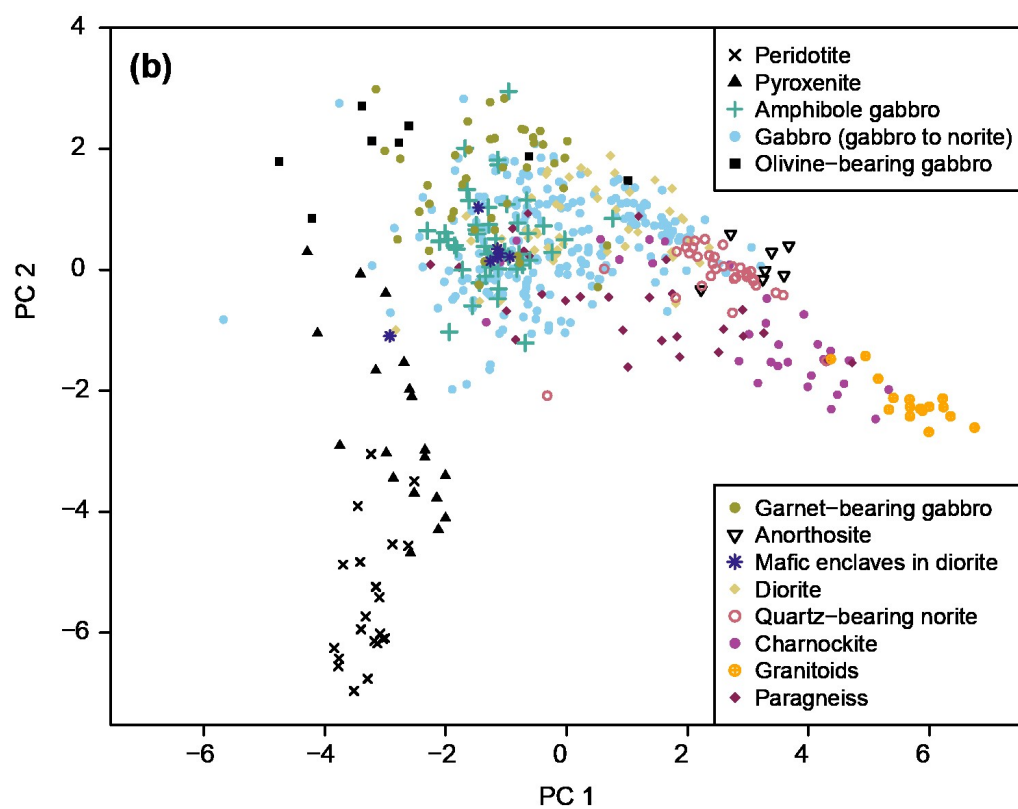 (b)
Peridotite
Pyroxenite
Amphibole gabbro
Gabbro (gabbro to norite)
Olivine−bearing gabbro
Garnet−bearing gabbro
Anorthosite
Mafic enclaves in diorite
Diorite
Quartz−bearing norite
Charnockite
Granitoids
Paragneiss
PC 2
4
2
0
−2
−4
−6
−6 −4 −2 0 2 4 6
PC 1